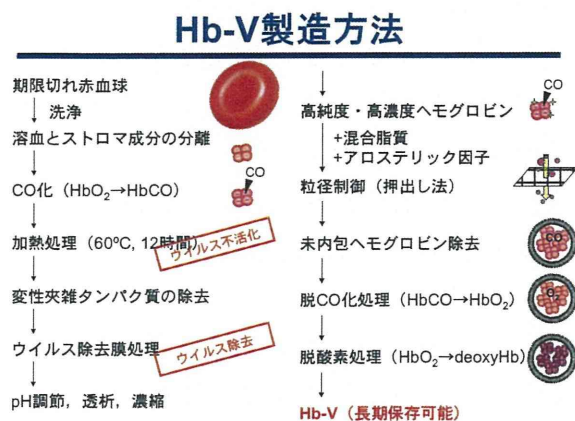 Hb-V製造方法
期限切れ赤血球
洗浄
溶血とストロマ成分の分離
CO
CO化（HbO₂→HbCO）
加熱処理（60ºC, 12時間）
ウイルス不活化
変性夾雑タンパク質の除去
ウイルス除去膜処理
ウイルス除去
pH調節，透析，濃縮
CO
高純度・高濃度ヘモグロビン
+混合脂質
+アロステリック因子
粒径制御（押出し法）
未内包ヘモグロビン除去
CO
脱CO化処理（HbCO→HbO₂）
O₂
脱酸素処理（HbO₂→deoxyHb）
Hb-V（長期保存可能）